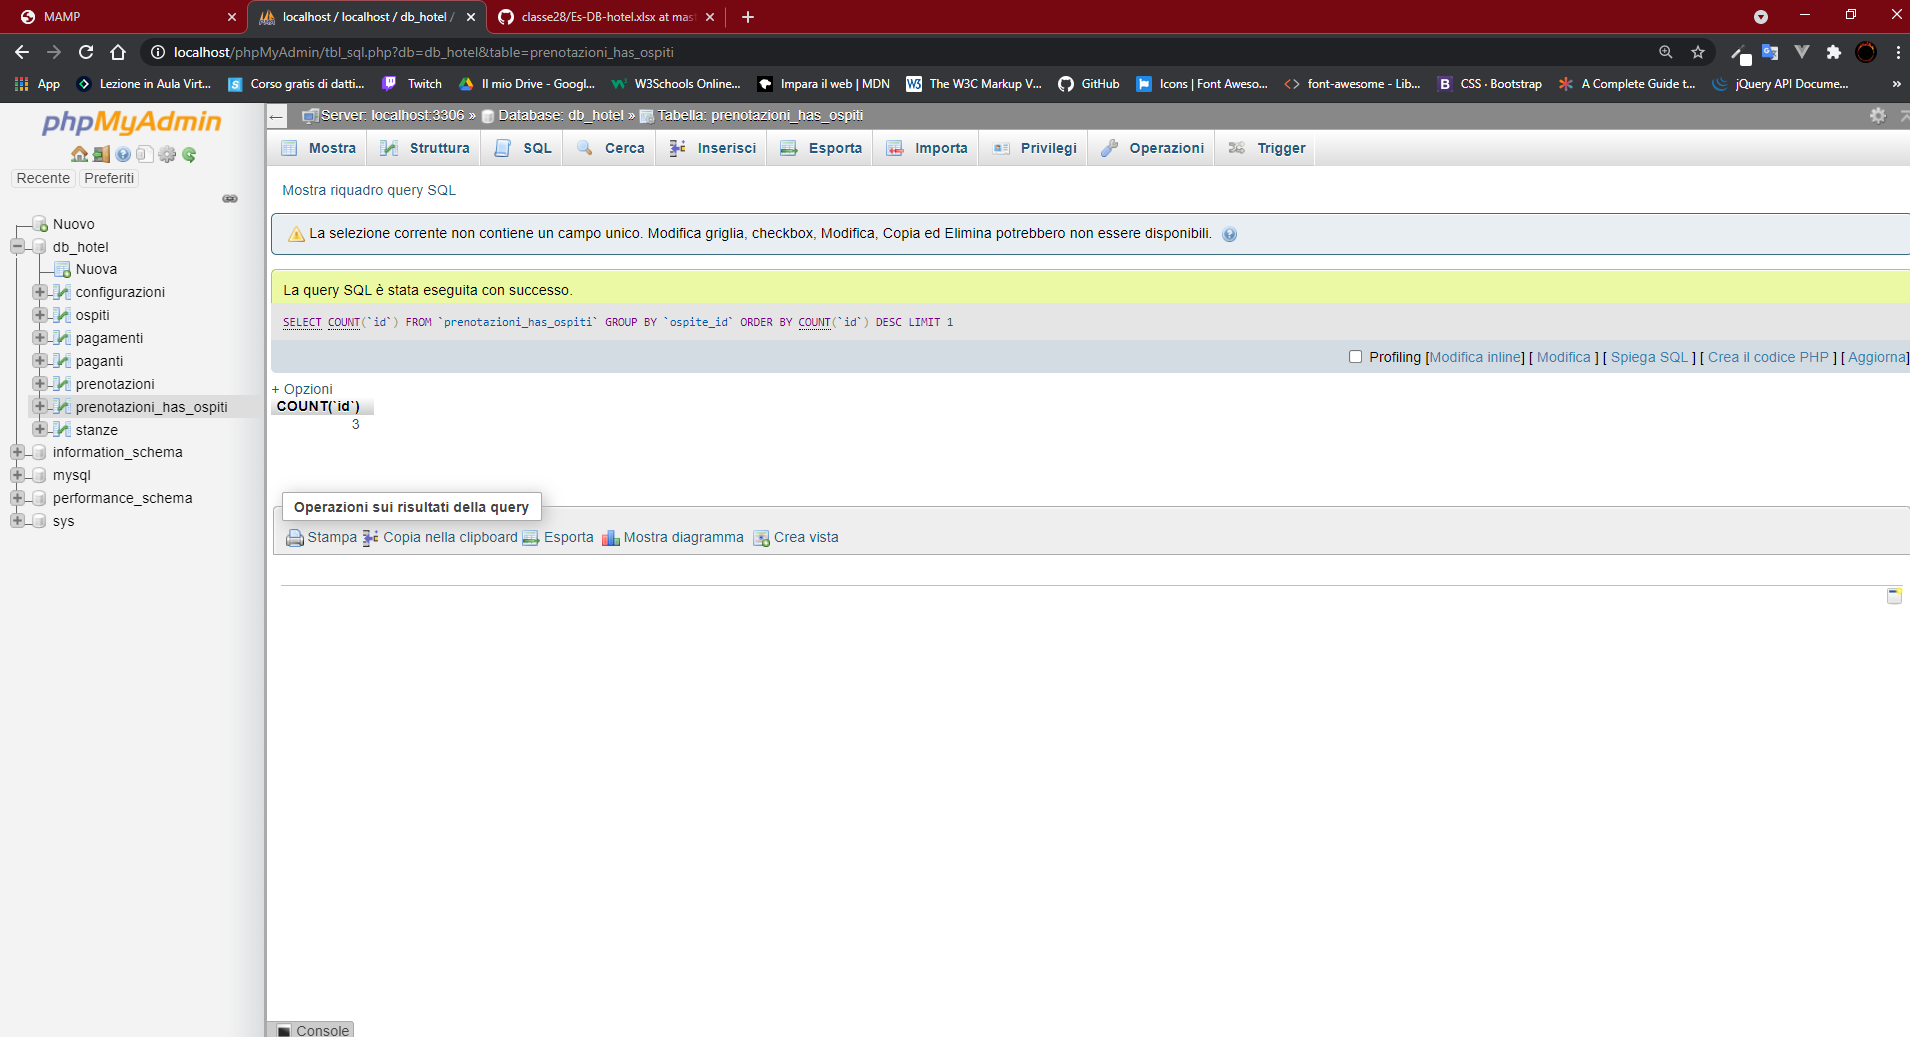 MAMP
localhost / localhost / db_hotel /
classe28/Es-DB-hotel.xlsx at mast
localhost/phpMyAdmin/tbl_sql.php?db=db_hotel&table=prenotazioni_has_ospiti
App
Lezione in Aula Virt...
Corso gratis di datti...
Twitch
Il mio Drive - Googl...
W3Schools Online...
Impara il web | MDN
The W3C Markup V...
GitHub
Icons | Font Aweso...
font-awesome - Lib...
CSS · Bootstrap
A Complete Guide t...
jQuery API Docume...
»
phpMyAdmin
Recente
Preferiti
Nuovo
db_hotel
Nuova
configurazioni
ospiti
pagamenti
paganti
prenotazioni
prenotazioni_has_ospiti
stanze
information_schema
mysql
performance_schema
sys
Server: localhost:3306 » Database: db_hotel » Tabella: prenotazioni_has_ospiti
Mostra
Struttura
SQL
Cerca
Inserisci
Esporta
Importa
Privilegi
Operazioni
Trigger
Mostra riquadro query SQL
La selezione corrente non contiene un campo unico. Modifica griglia, checkbox, Modifica, Copia ed Elimina potrebbero non essere disponibili.
La query SQL è stata eseguita con successo.
SELECT COUNT(`id`) FROM `prenotazioni_has_ospiti` GROUP BY `ospite_id` ORDER BY COUNT(`id`) DESC LIMIT 1
Profiling [Modifica inline] [ Modifica ] [ Spiega SQL ] [ Crea il codice PHP ] [ Aggiorna]
+ Opzioni
COUNT(`id`)
3
Operazioni sui risultati della query
Stampa
Copia nella clipboard
Esporta
Mostra diagramma
Crea vista
Console